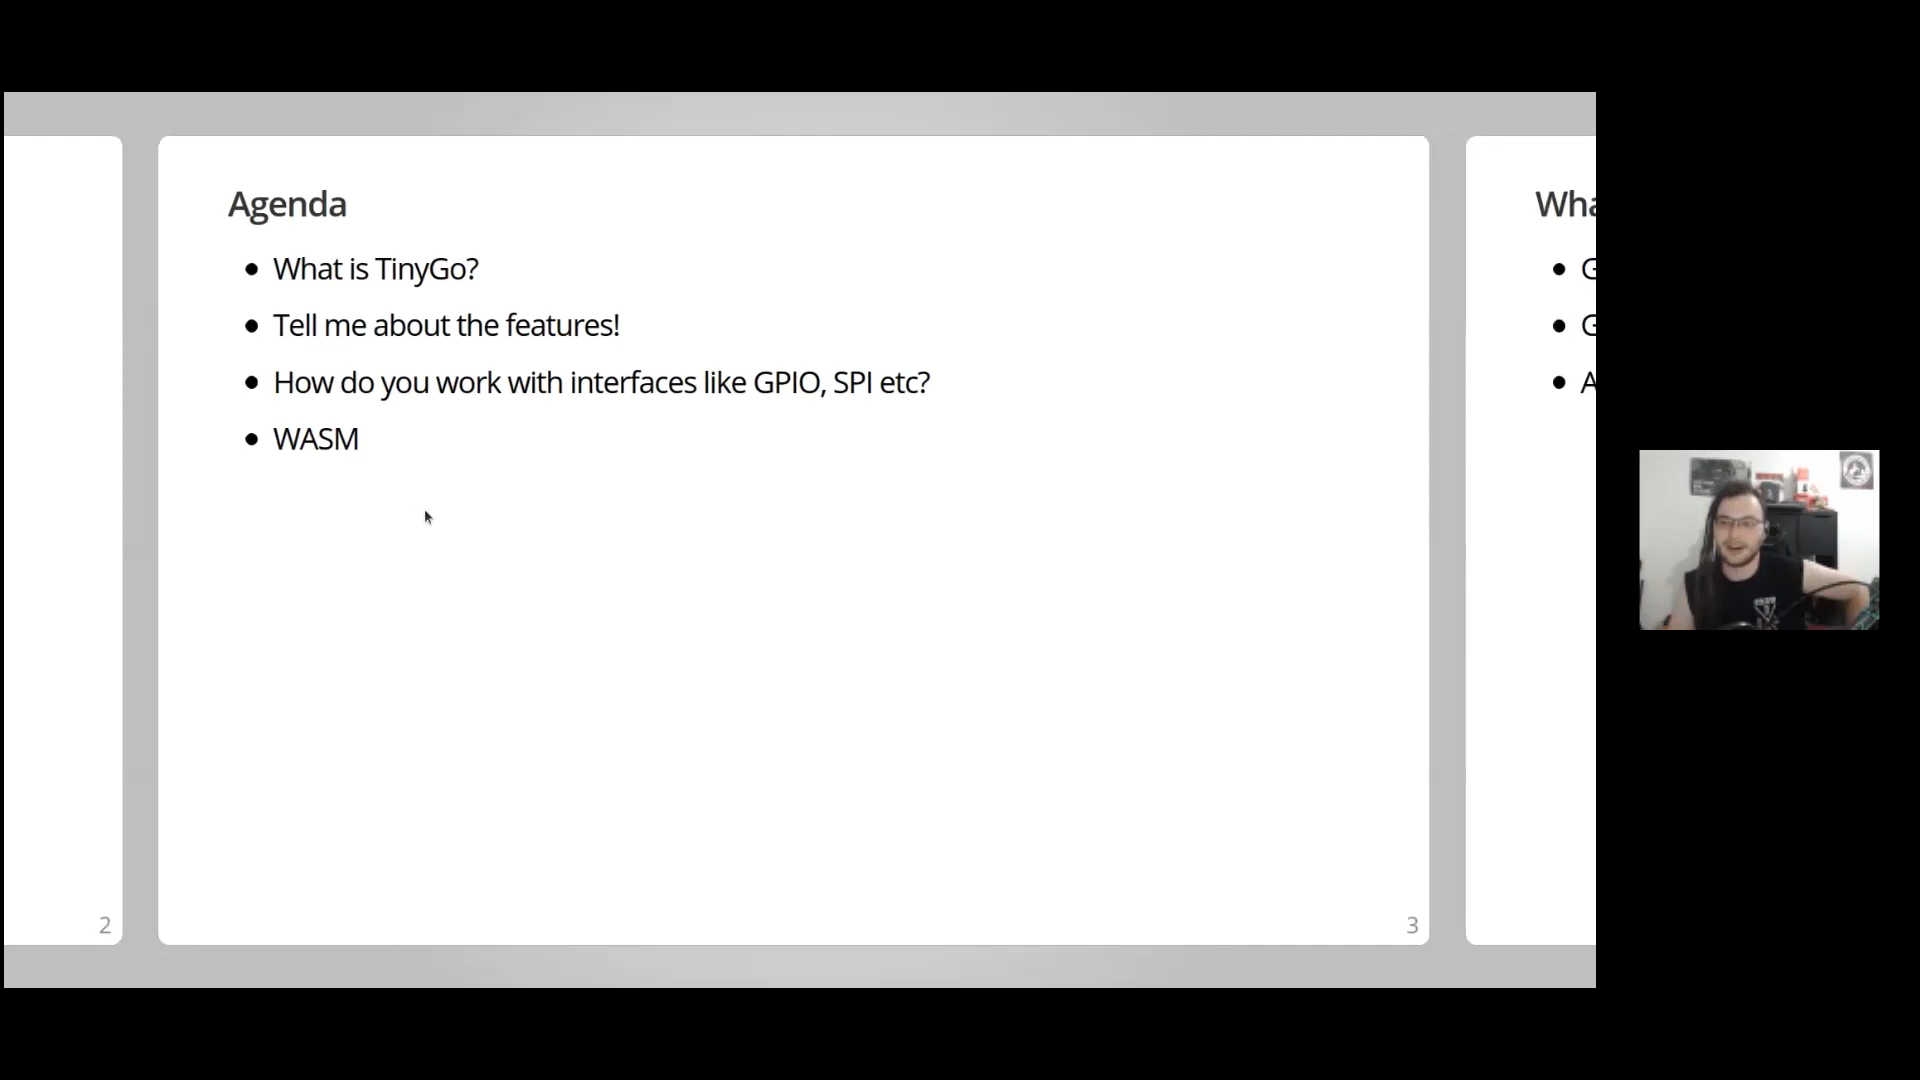 2
Agenda
What is TinyGo?
Tell me about the features!
How do you work with interfaces like GPIO, SPI etc?
WASM
3